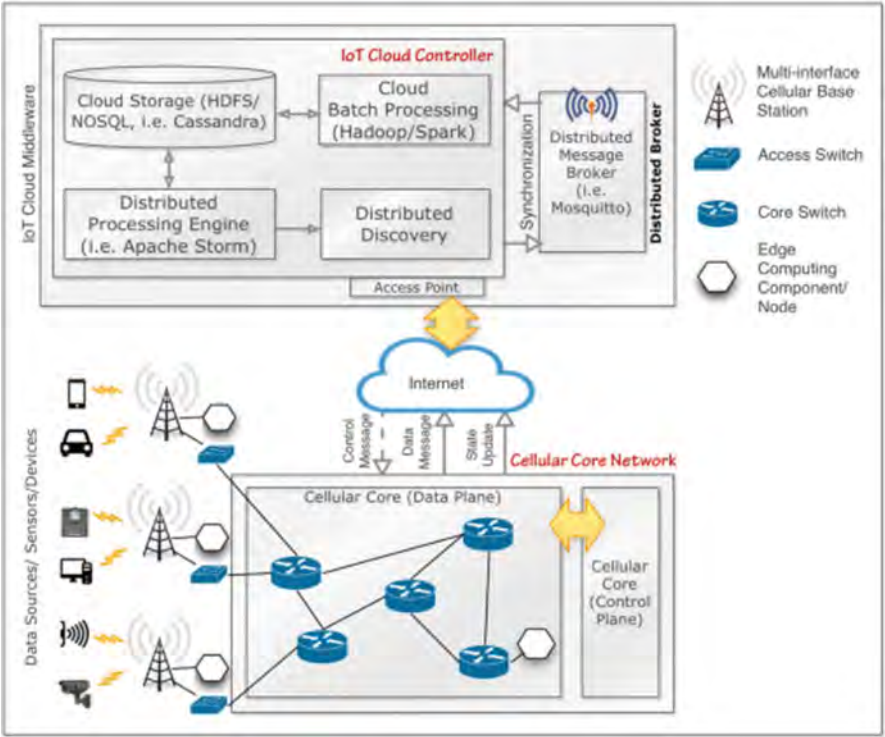 IoT Cloud Middleware
IoT Cloud Controller
Cloud Storage (HDFS/
NOSQL, i.e. Cassandra)
Cloud
Batch Processing
(Hadoop/Spark)
Distributed
Processing Engine
(i.e. Apache Storm)
Distributed
Discovery
Access Point
Synchronization
Distributed
Message
Broker
(i.e.
Mosquitto)
Distributed Broker
Multi-interface
Cellular Base
Station
Access Switch
Core Switch
Edge
Computing
Component/
Node
Internet
Control
Message
Data
Message
State
Update
Cellular Core Network
Data Sources/ Sensors/Devices
Cellular Core (Data Plane)
Cellular
Core
(Control
Plane)